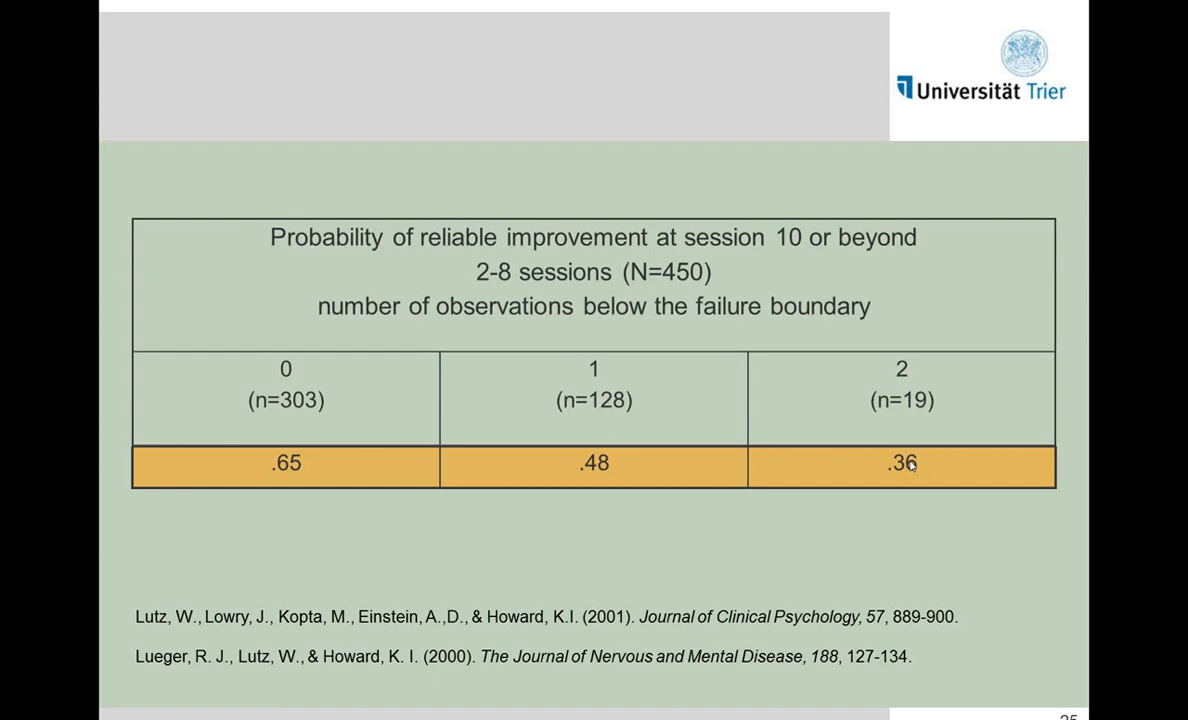 Universität Trier
Probability of reliable improvement at session 10 or beyond
2-8 sessions (N=450)
number of observations below the failure boundary
0
(n=303)
1
(n=128)
2
(n=19)
.65
.48
.36
Lutz, W., Lowry, J., Kopta, M., Einstein, A.,D., & Howard, K.I. (2001). Journal of Clinical Psychology, 57, 889-900.
Lueger, R. J., Lutz, W., & Howard, K. I. (2000). The Journal of Nervous and Mental Disease, 188, 127-134.